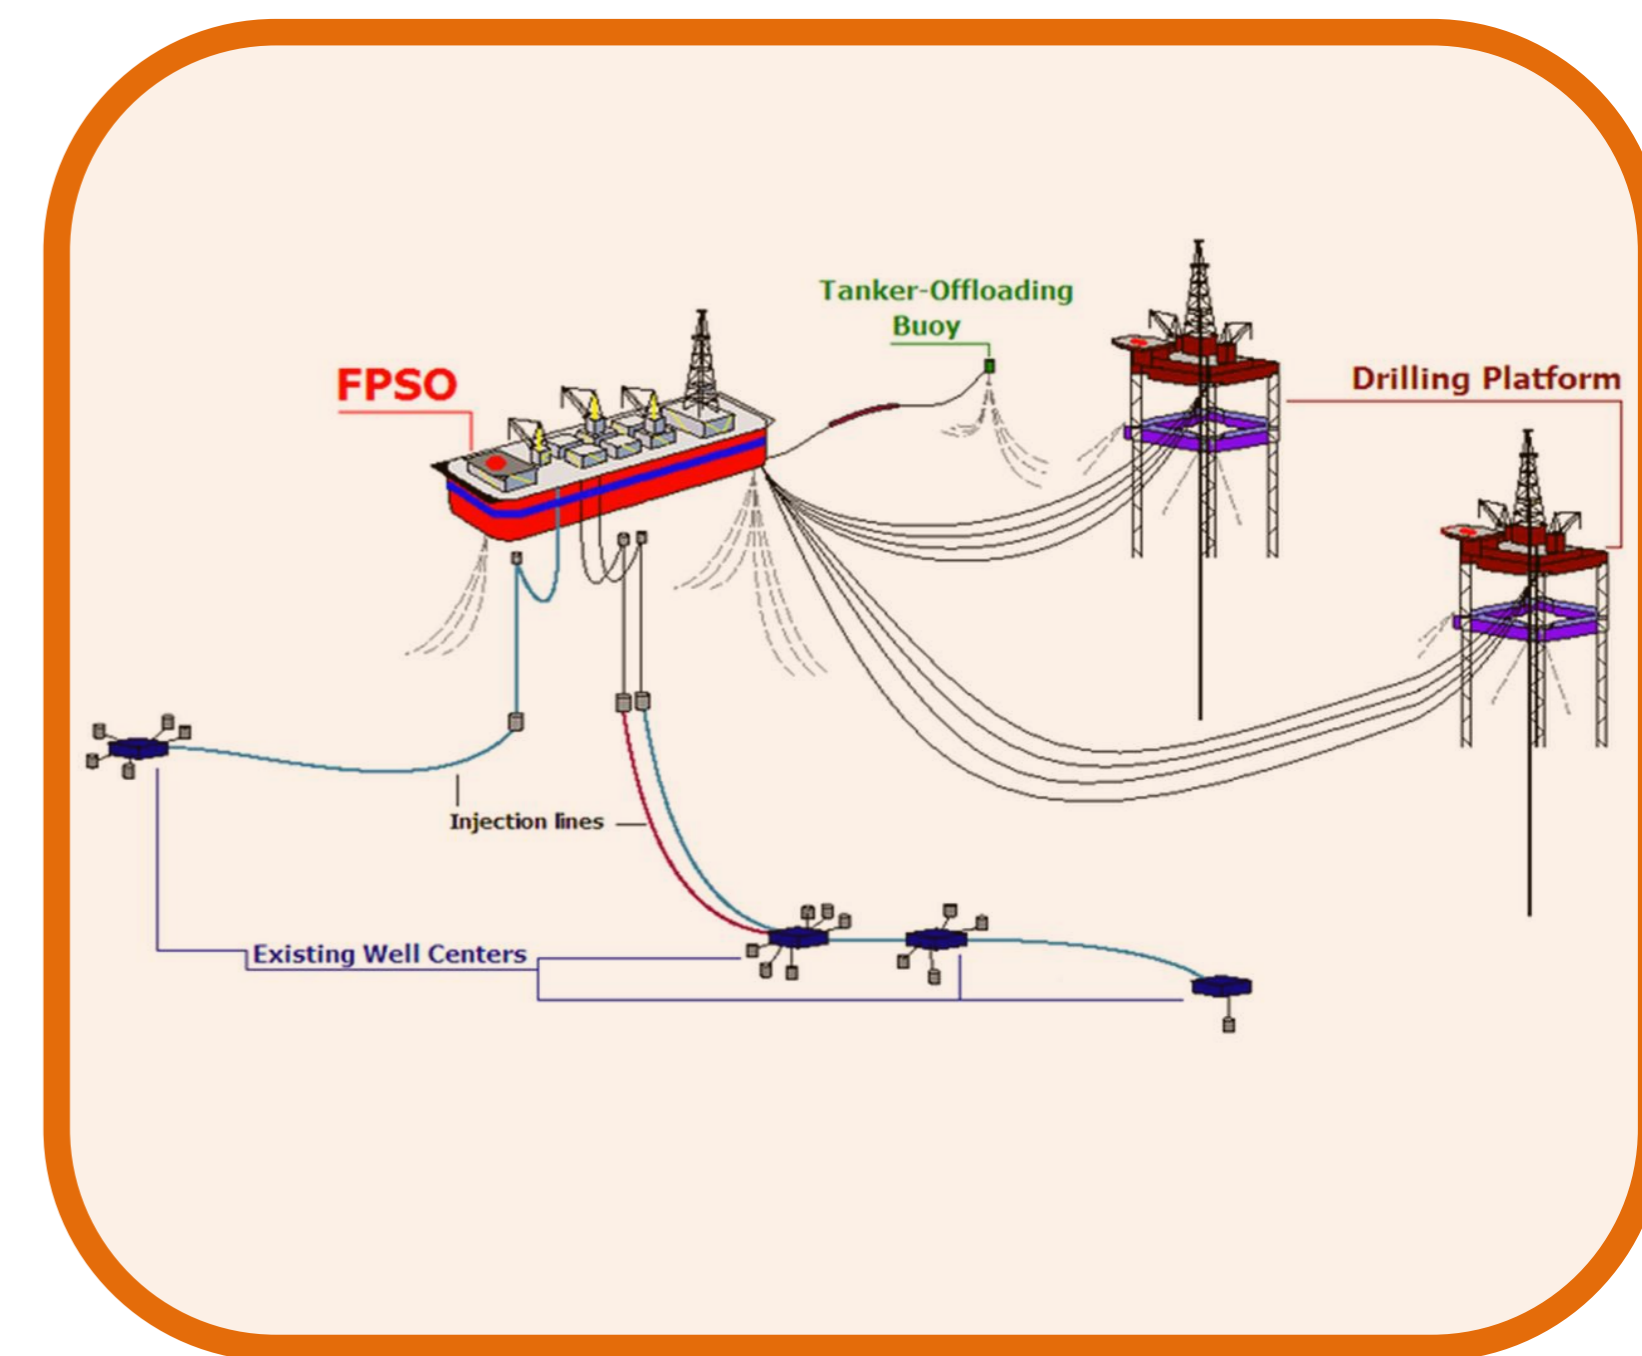 Tanker-Offloading
Buoy
FPSO
Drilling Platform
Injection lines
Existing Well Centers